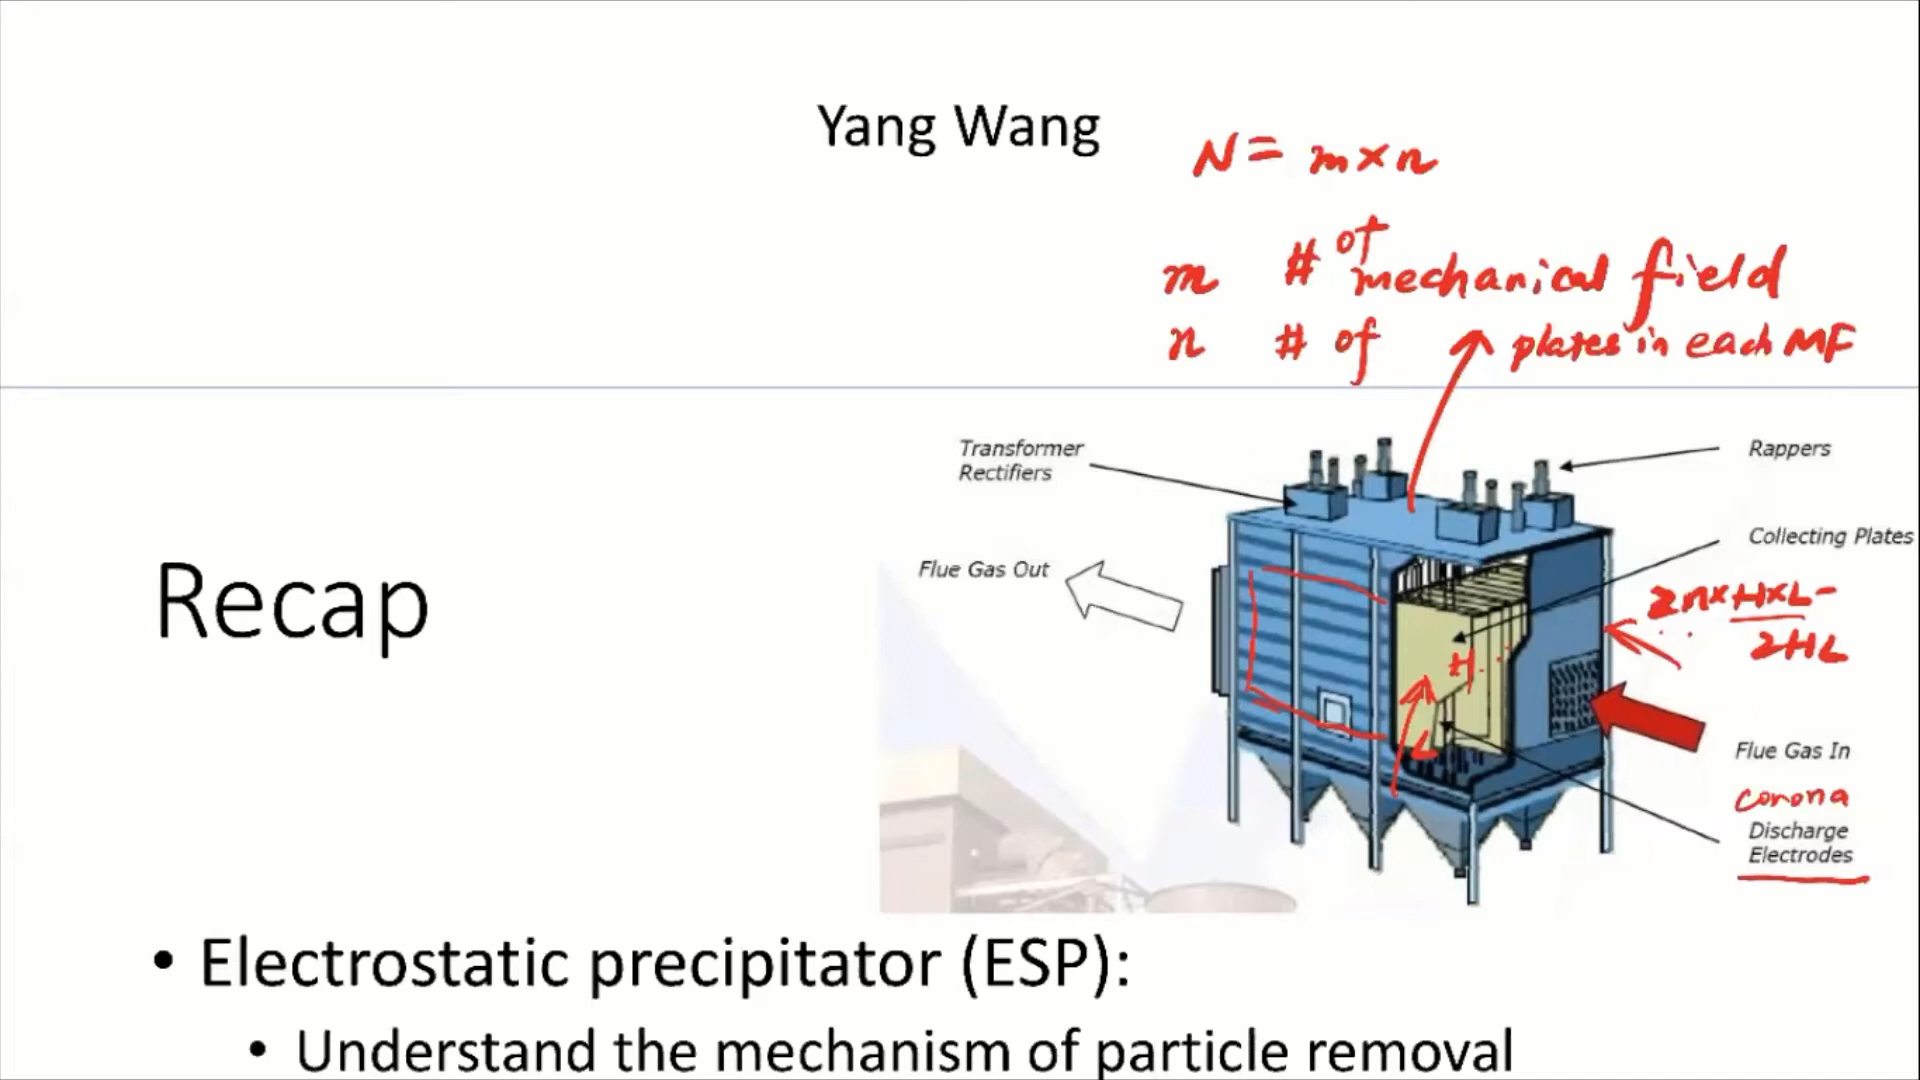 Yang Wang
N = m × n
m # of mechanical field
n # of plates in each MF
Transformer
Rectifiers
Rappers
Collecting Plates
Flue Gas Out
Recap
2n×H×L-
2HL
H
L
Flue Gas In
corona
Discharge
Electrodes
• Electrostatic precipitator (ESP):
• Understand the mechanism of particle removal